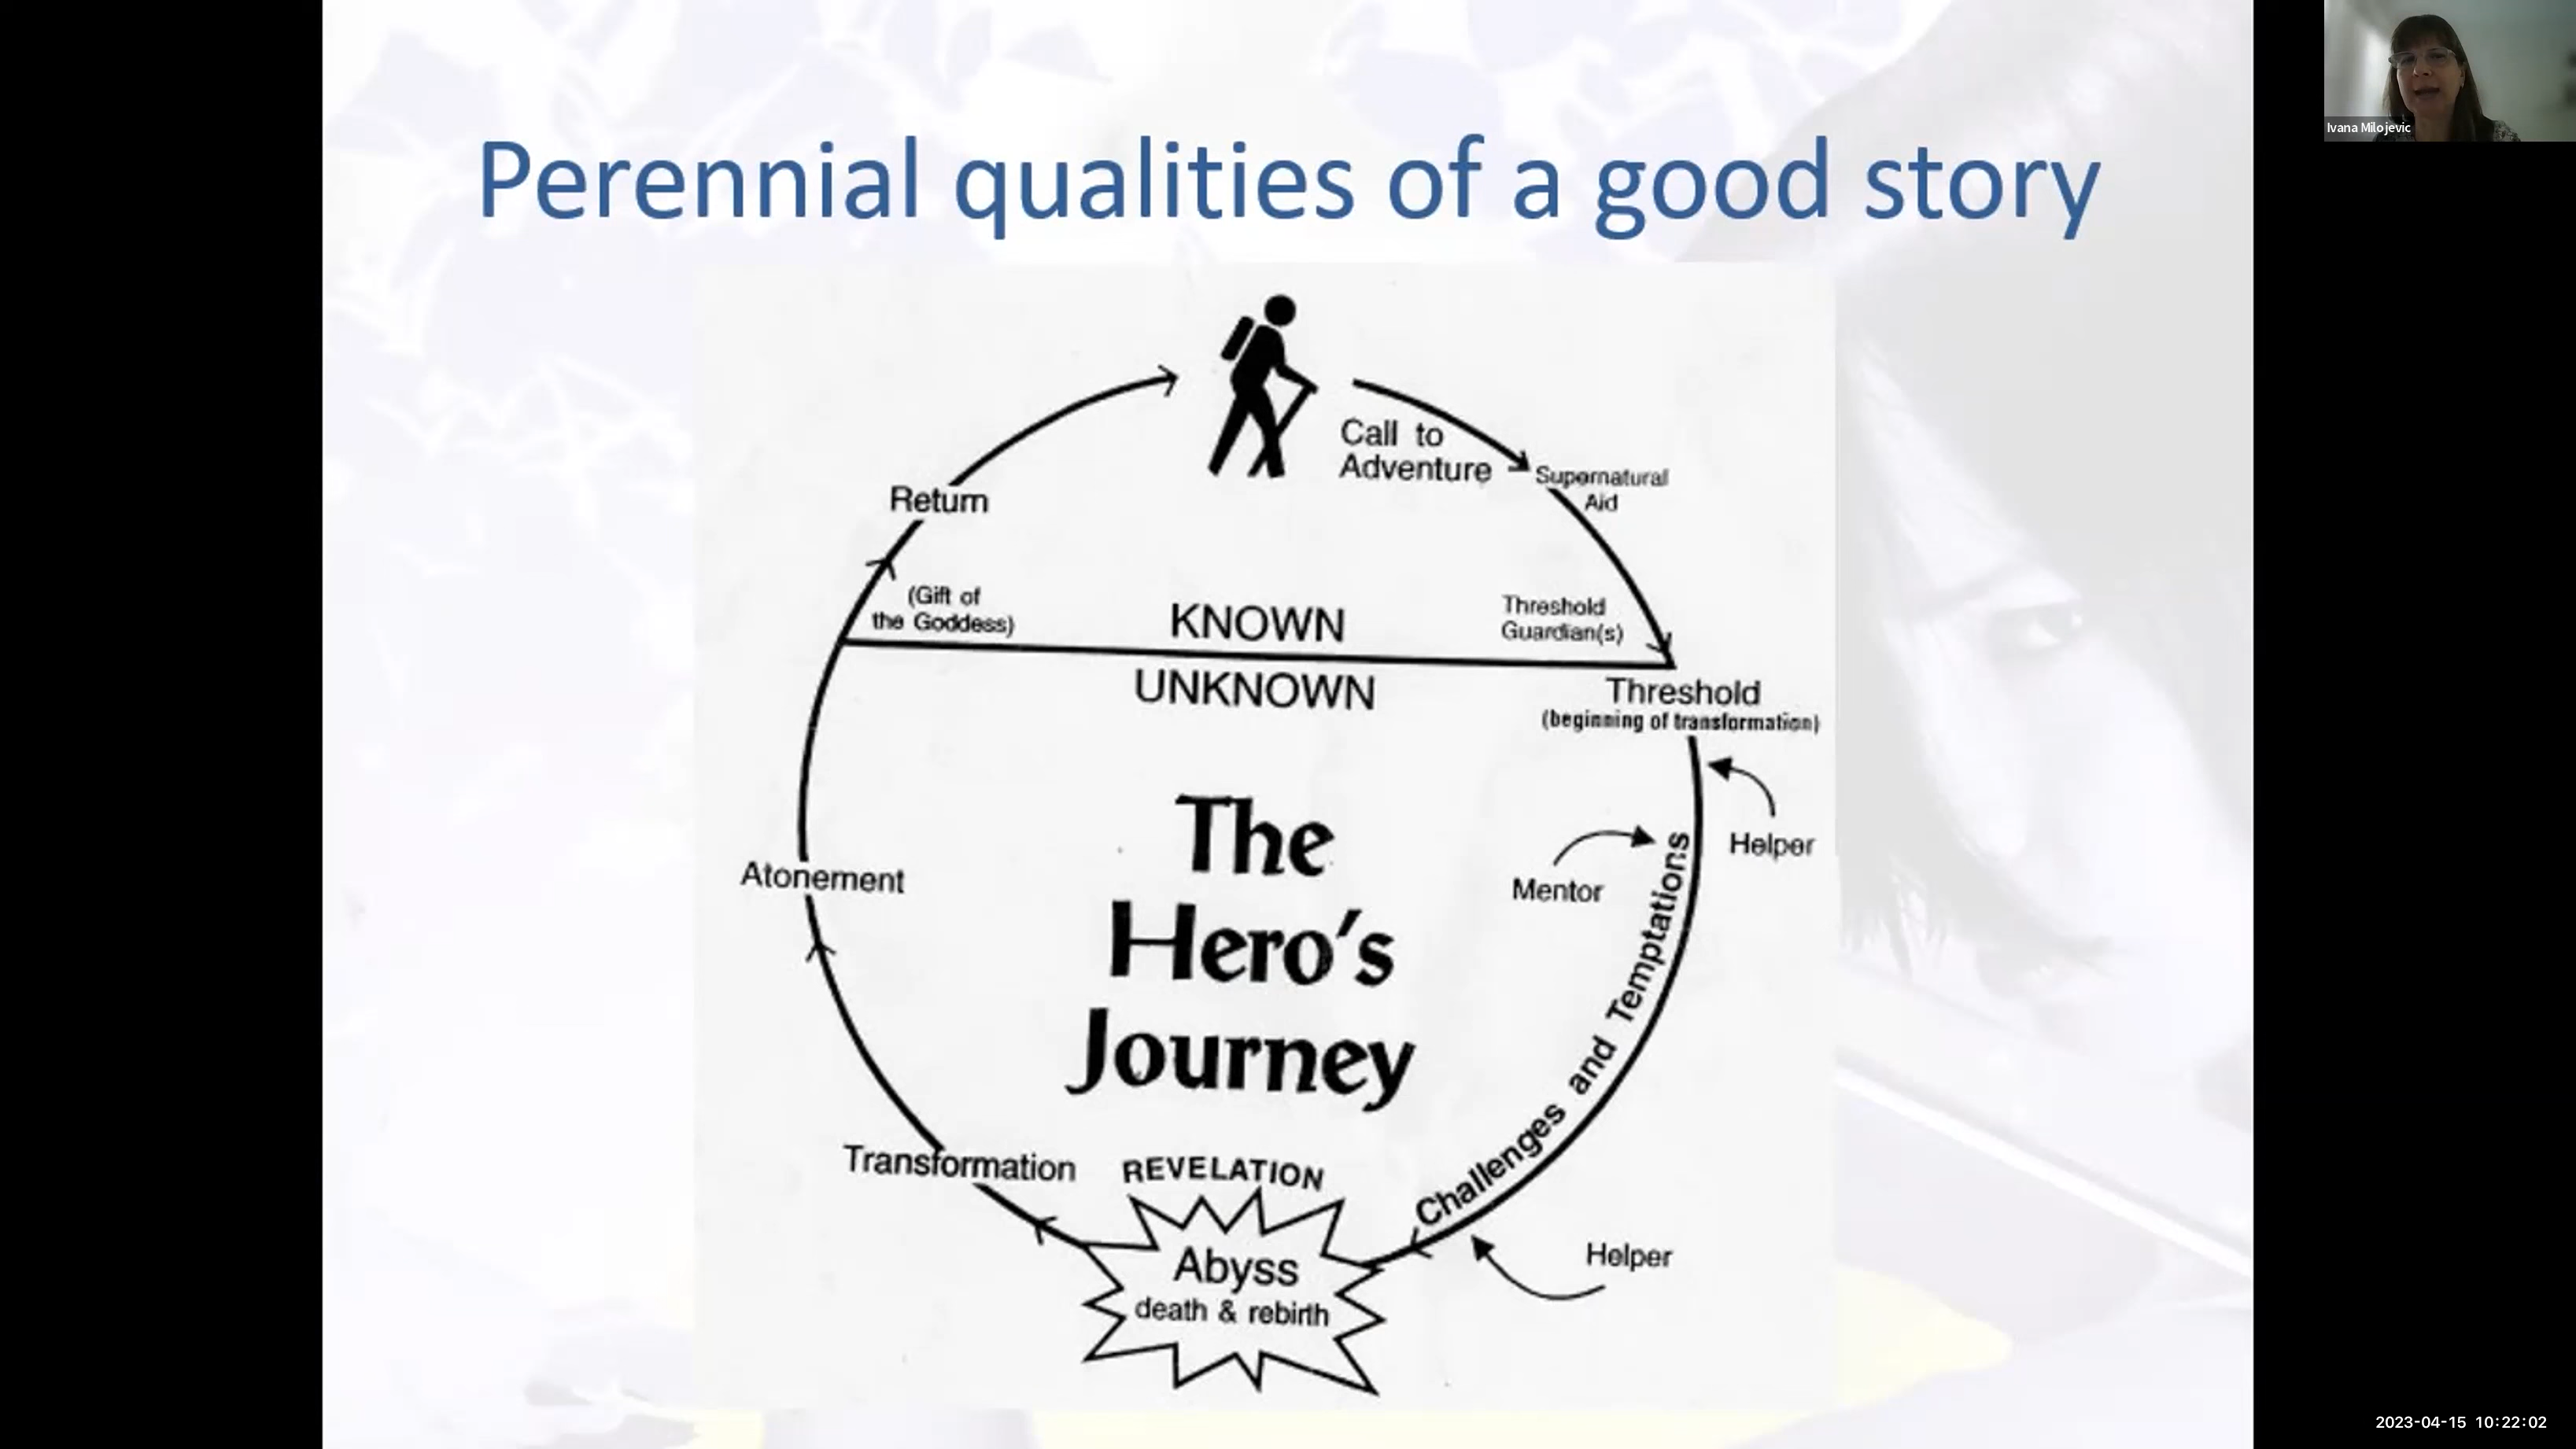 Perennial qualities of a good story
Ivana Milojevic
Call to
Adventure
Supernatural
Aid
Return
(Gift of
the Goddess)
KNOWN
Threshold
Guardian(s)
UNKNOWN
Threshold
(beginning of transformation)
Helper
Mentor
Challenges and Temptations
The
Hero's
Journey
Atonement
Transformation
REVELATION
Abyss
death & rebirth
Helper
2023-04-15 10:22:02